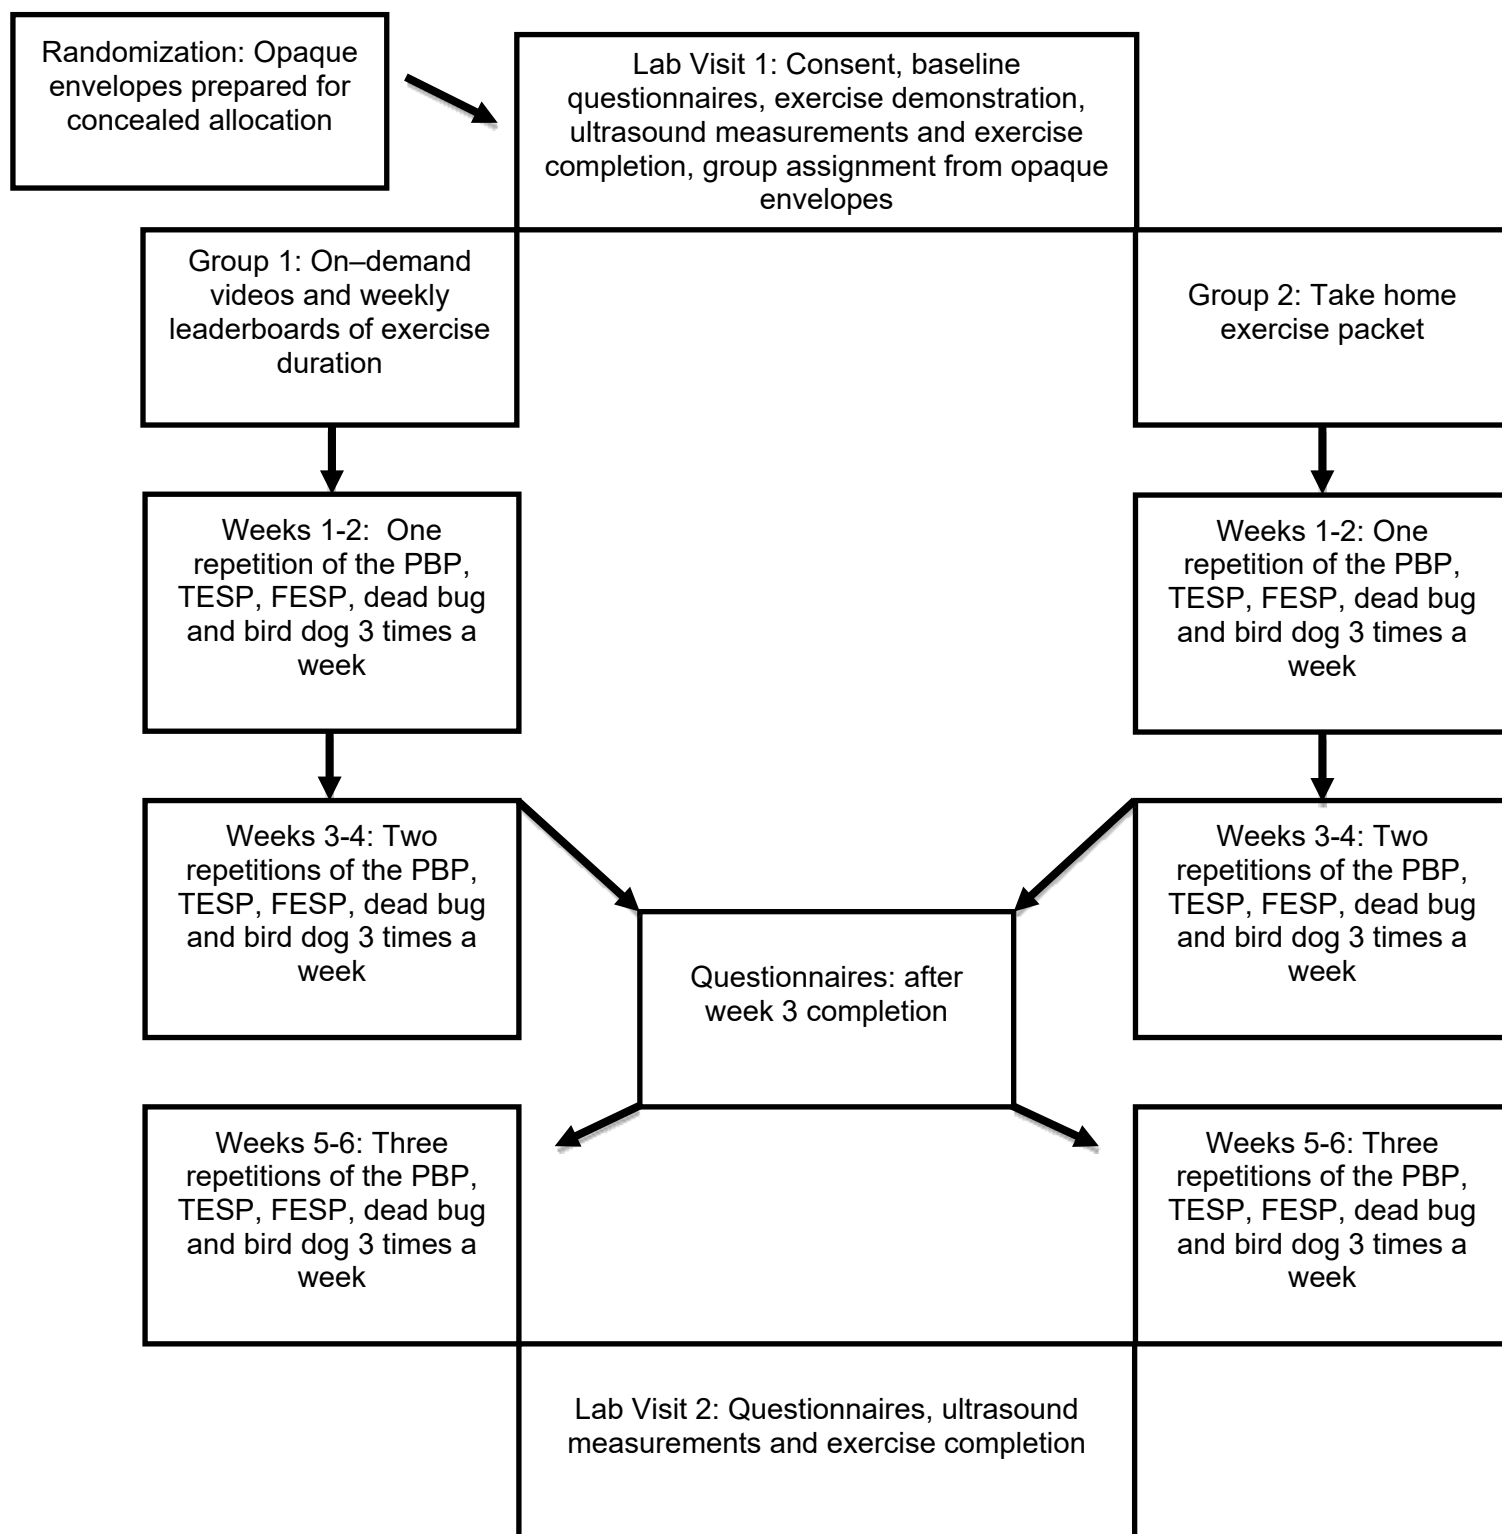 Randomization: Opaque
envelopes prepared for
concealed allocation
Lab Visit 1: Consent, baseline
questionnaires, exercise demonstration,
ultrasound measurements and exercise
completion, group assignment from opaque
envelopes
Group 1: On–demand
videos and weekly
leaderboards of exercise
duration
Group 2: Take home
exercise packet
Weeks 1-2:  One
repetition of the PBP,
TESP, FESP, dead bug
and bird dog 3 times a
week
Weeks 1-2: One
repetition of the PBP,
TESP, FESP, dead bug
and bird dog 3 times a
week
Weeks 3-4: Two
repetitions of the PBP,
TESP, FESP, dead bug
and bird dog 3 times a
week
Weeks 3-4: Two
repetitions of the PBP,
TESP, FESP, dead bug
and bird dog 3 times a
week
Questionnaires: after
week 3 completion
Weeks 5-6: Three
repetitions of the PBP,
TESP, FESP, dead bug
and bird dog 3 times a
week
Weeks 5-6: Three
repetitions of the PBP,
TESP, FESP, dead bug
and bird dog 3 times a
week
Lab Visit 2: Questionnaires, ultrasound
measurements and exercise completion